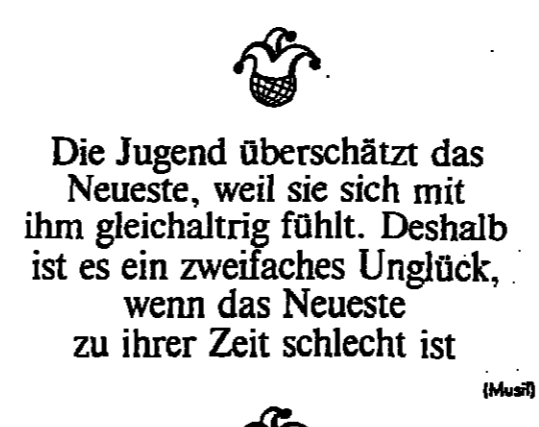 Die Jugend überschätzt das
Neueste, weil sie sich mit
ihm gleichaltrig fühlt. Deshalb
ist es ein zweifaches Unglück,
wenn das Neueste
zu ihrer Zeit schlecht ist
(Musil)